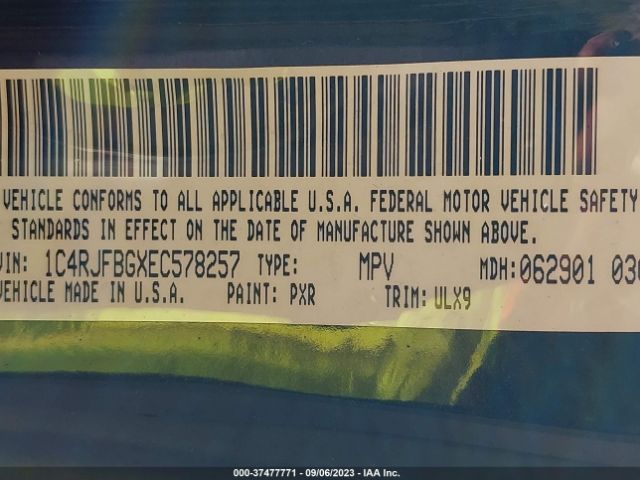 VEHICLE CONFORMS TO ALL APPLICABLE U.S.A. FEDERAL MOTOR VEHICLE SAFETY
STANDARDS IN EFFECT ON THE DATE OF MANUFACTURE SHOWN ABOVE.
VIN: 1C4RJFBGXEC578257 TYPE: MPV MDH:062901 030
VEHICLE MADE IN U.S.A. PAINT: PXR TRIM: ULX9
000-37477771 - 09/06/2023 - IAA Inc.